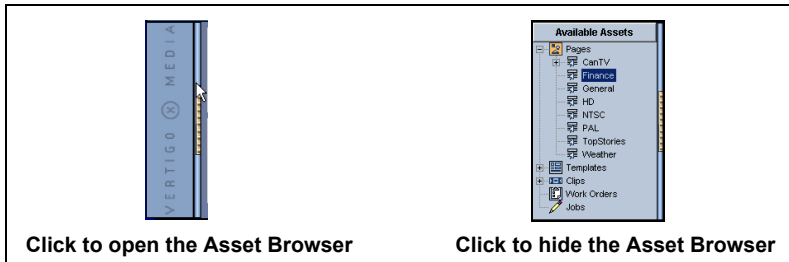 VERTIGO X MEDIA
Click to open the Asset Browser
Available Assets
Pages
CanTV
Finance
General
HD
NTSC
PAL
TopStories
Weather
Templates
Clips
Work Orders
Jobs
Click to hide the Asset Browser